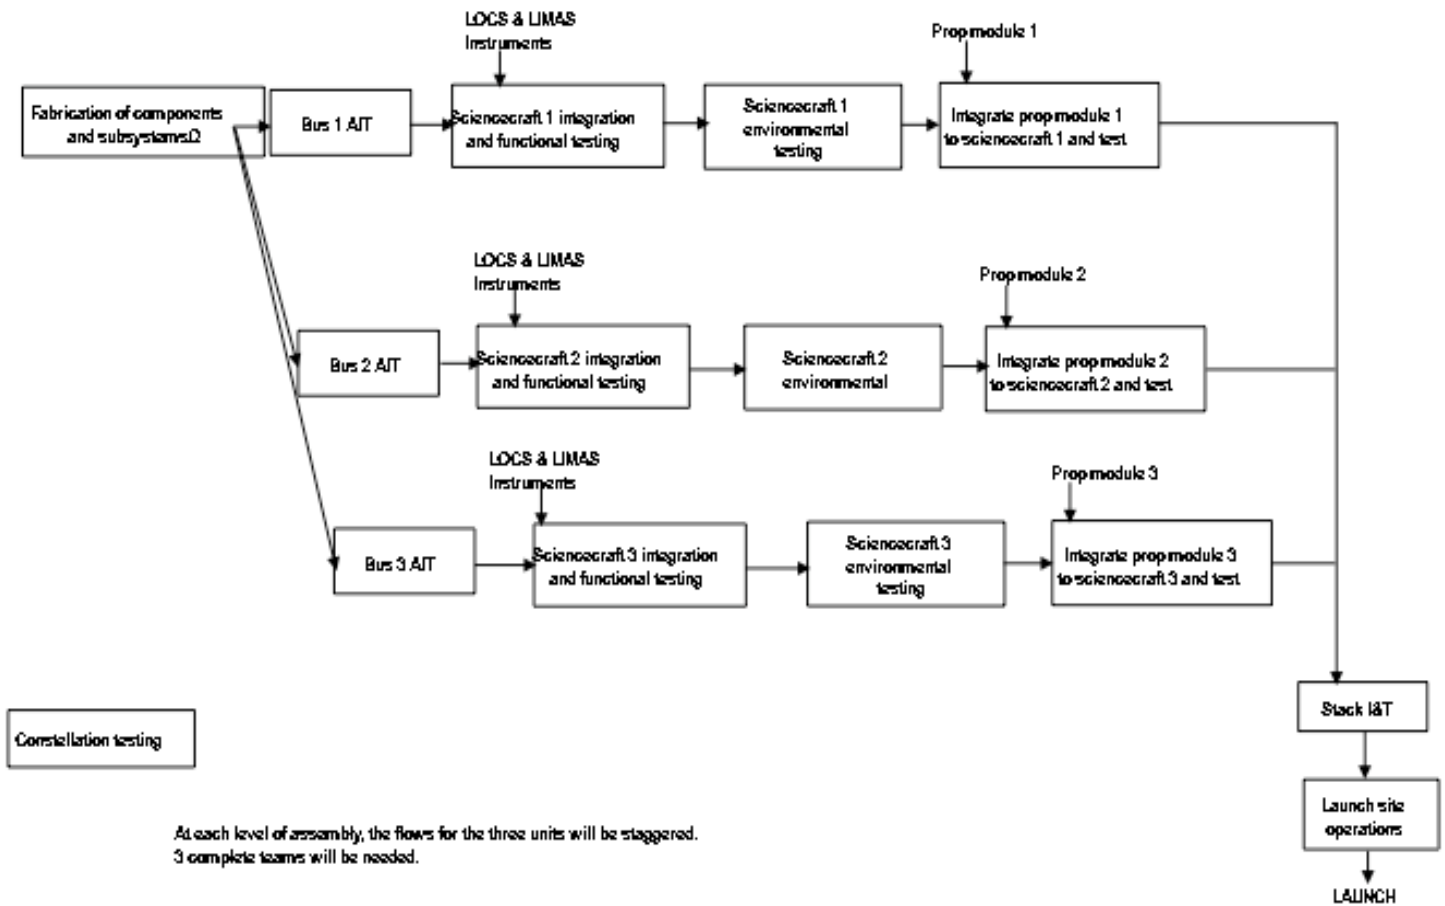 LOCS & LIMAS
Instruments
Prop module 1
Fabrication of components
and subsystemsΩ
Bus 1 AIT
Sciencecraft 1 integration
and functional testing
Sciencecraft 1
environmental
testing
Integrate prop module 1
to sciencecraft 1 and test
LOCS & LIMAS
Instruments
Prop module 2
Bus 2 AIT
Sciencecraft 2 integration
and functional testing
Sciencecraft 2
environmental
Integrate prop module 2
to sciencecraft 2 and test
LOCS & LIMAS
Instruments
Prop module 3
Bus 3 AIT
Sciencecraft 3 integration
and functional testing
Sciencecraft 3
environmental
testing
Integrate prop module 3
to sciencecraft 3 and test
Stack I&T
Constellation testing
Launch site
operations
At each level of assembly, the flows for the three units will be staggered.
3 complete teams will be needed.
LAUNCH